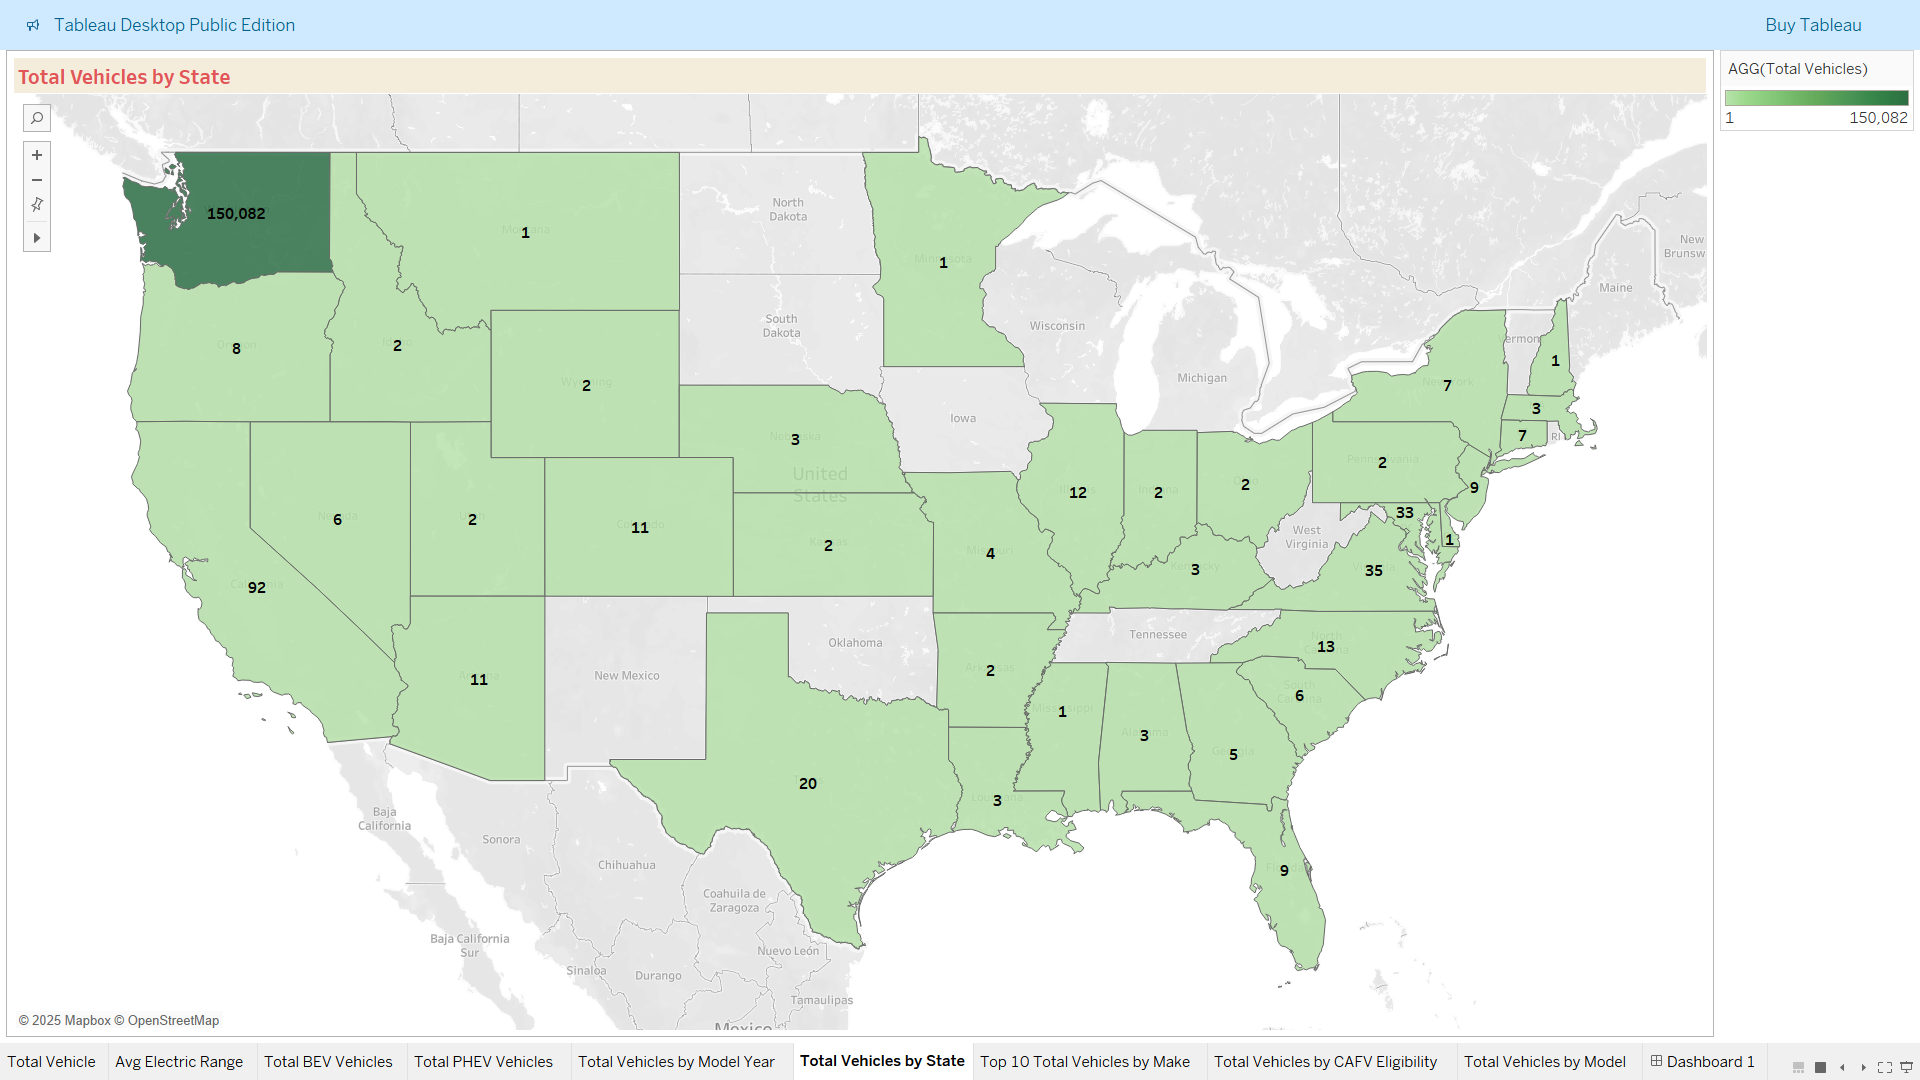 Tableau Desktop Public Edition
Buy Tableau
Total Vehicles by State
AGG(Total Vehicles)
1
150,082
150,082
1
North
Dakota
1
New
Brunsw
Maine
South
Dakota
Wisconsin
8
2
2
Michigan
7
1
3
7
RI
Iowa
3
United
States
12
2
2
2
9
33
6
2
11
2
4
West
Virginia
1
35
92
3
Oklahoma
Tennessee
13
11
New Mexico
2
1
6
3
5
20
3
Baja
California
Sonora
Chihuahua
9
Coahuila de
Zaragoza
Baja California
Sur
Nuevo León
Sinaloa
Durango
Tamaulipas
© 2025 Mapbox © OpenStreetMap
Total Vehicle
Avg Electric Range
Total BEV Vehicles
Total PHEV Vehicles
Total Vehicles by Model Year
Total Vehicles by State
Top 10 Total Vehicles by Make
Total Vehicles by CAFV Eligibility
Total Vehicles by Model
Dashboard 1